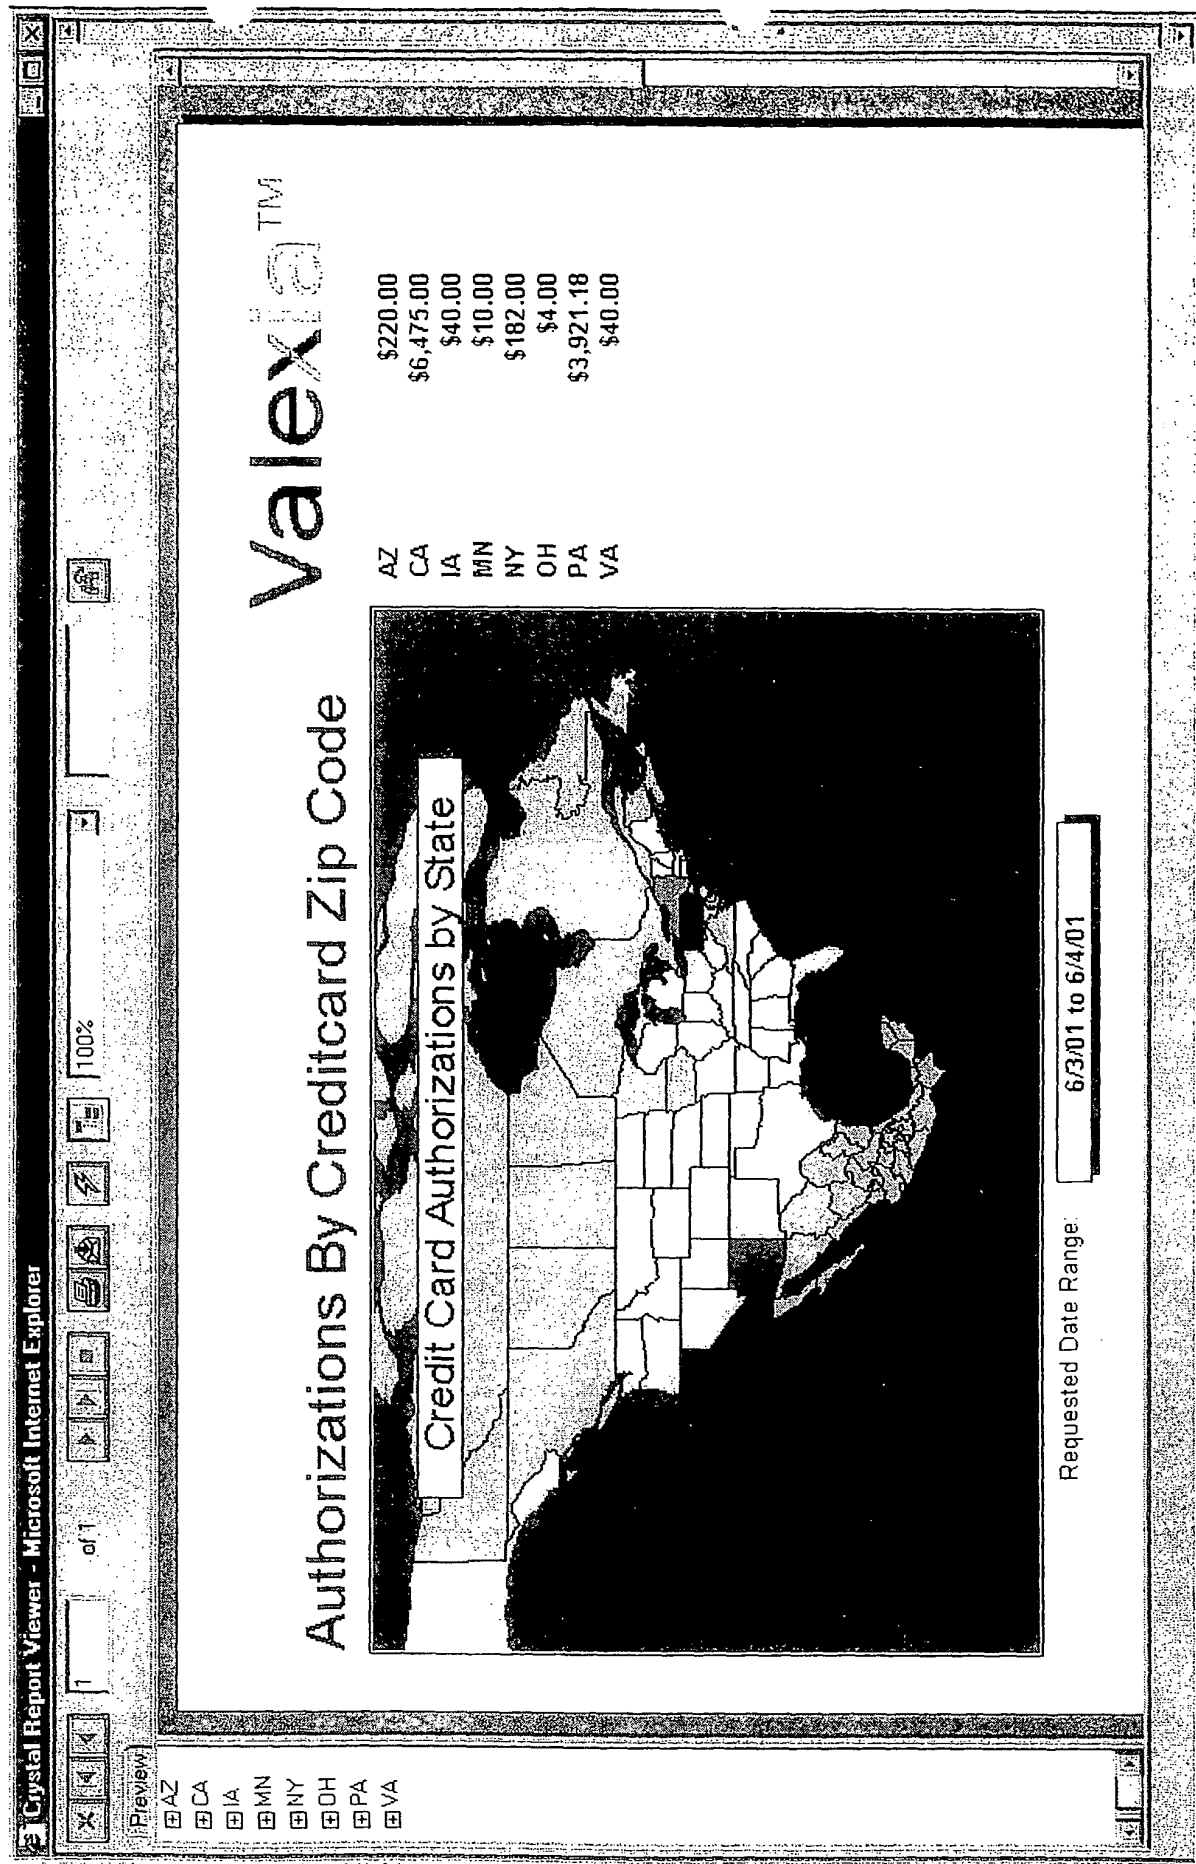 Crystal Report Viewer - Microsoft Internet Explorer
1 of 1 100%
Preview
AZ
CA
IA
MN
NY
OH
PA
VA
Valexia™
Authorizations By Creditcard Zip Code
Credit Card Authorizations by State
AZ $220.00
CA $6,475.00
IA $40.00
MN $10.00
NY $182.00
OH $4.00
PA $3,921.18
VA $40.00
Requested Date Range: 6/3/01 to 6/4/01